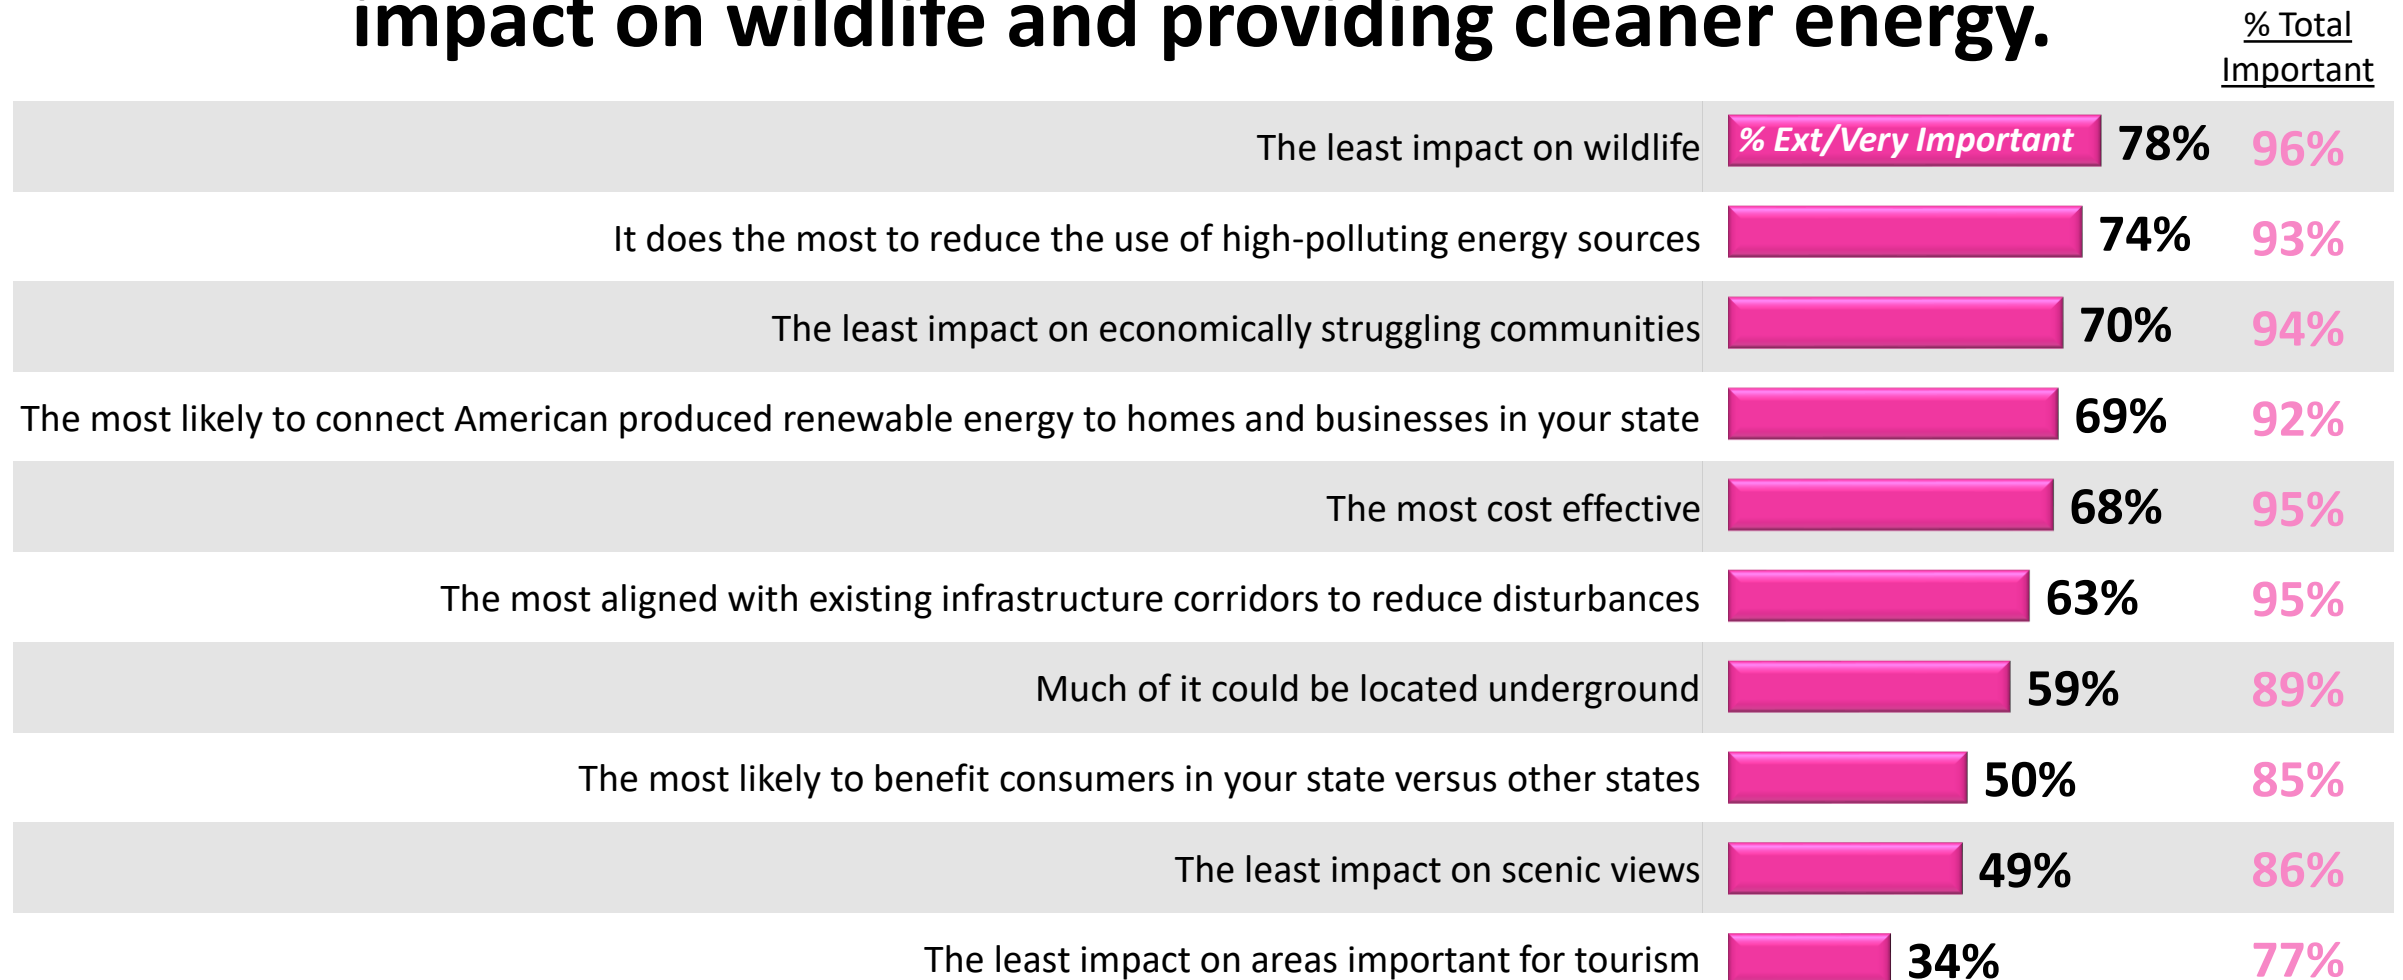 impact on wildlife and providing cleaner energy.
% Total
Important
The least impact on wildlife % Ext/Very Important 78% 96%
It does the most to reduce the use of high-polluting energy sources 74% 93%
The least impact on economically struggling communities 70% 94%
The most likely to connect American produced renewable energy to homes and businesses in your state 69% 92%
The most cost effective 68% 95%
The most aligned with existing infrastructure corridors to reduce disturbances 63% 95%
Much of it could be located underground 59% 89%
The most likely to benefit consumers in your state versus other states 50% 85%
The least impact on scenic views 49% 86%
The least impact on areas important for tourism 34% 77%